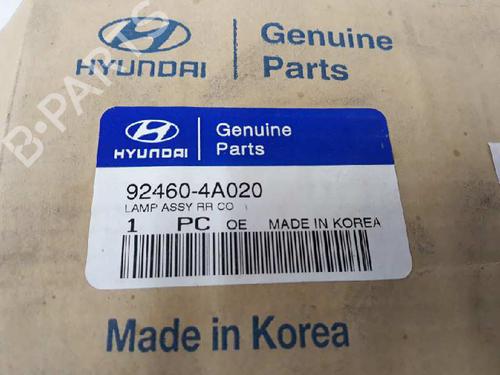 HYUNDAI
Genuine
Parts
HYUNDAI
Genuine
Parts
92460-4A020
LAMP ASSY RR CO
1 PC OE MADE IN KOREA
Made in Korea
B-PARTS